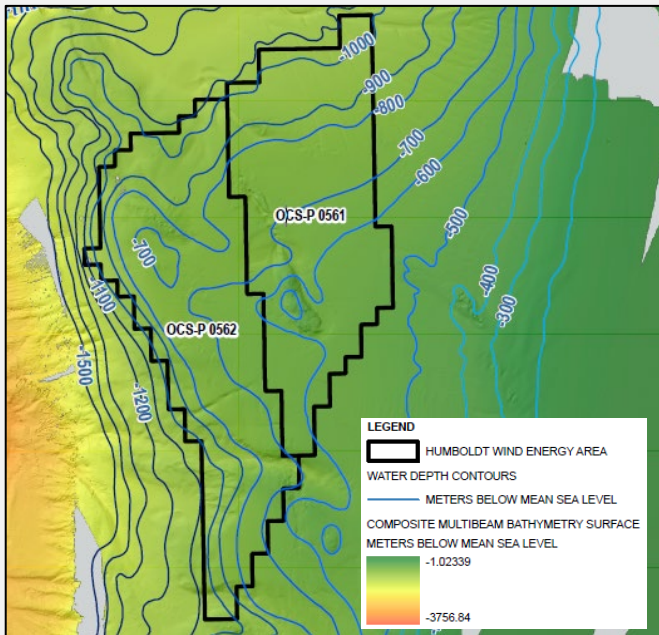 -1000
-900
-800
-700
-600
-500
-400
-300
OCS-P 0561
-700
OCS-P 0562
-1100
-1500
-1200
LEGEND
HUMBOLDT WIND ENERGY AREA
WATER DEPTH CONTOURS
METERS BELOW MEAN SEA LEVEL
COMPOSITE MULTIBEAM BATHYMETRY SURFACE
METERS BELOW MEAN SEA LEVEL
-1.02339
-3756.84